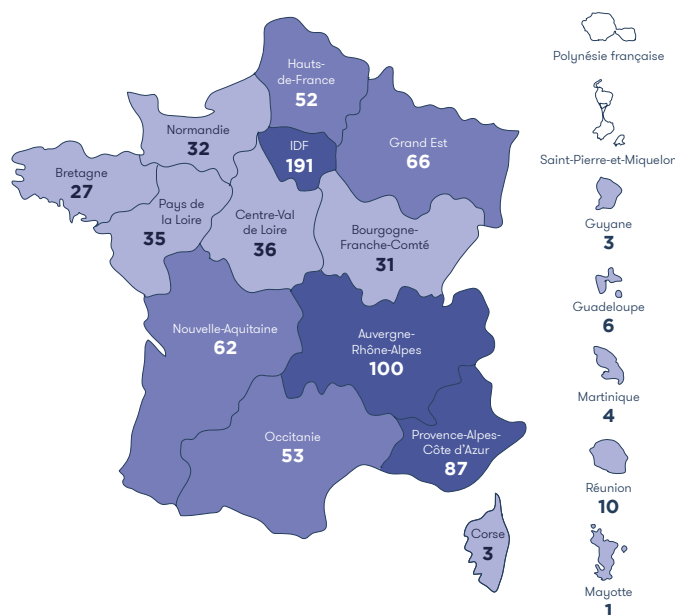 Hauts-
de-France
52
Normandie
32
IDF
191
Grand Est
66
Bretagne
27
Pays de
la Loire
35
Centre-Val
de Loire
36
Bourgogne-
Franche-Comté
31
Nouvelle-Aquitaine
62
Auvergne-
Rhône-Alpes
100
Occitanie
53
Provence-Alpes-
Côte d'Azur
87
Corse
3
Polynésie française
Saint-Pierre-et-Miquelon
Guyane
3
Guadeloupe
6
Martinique
4
Réunion
10
Mayotte
1